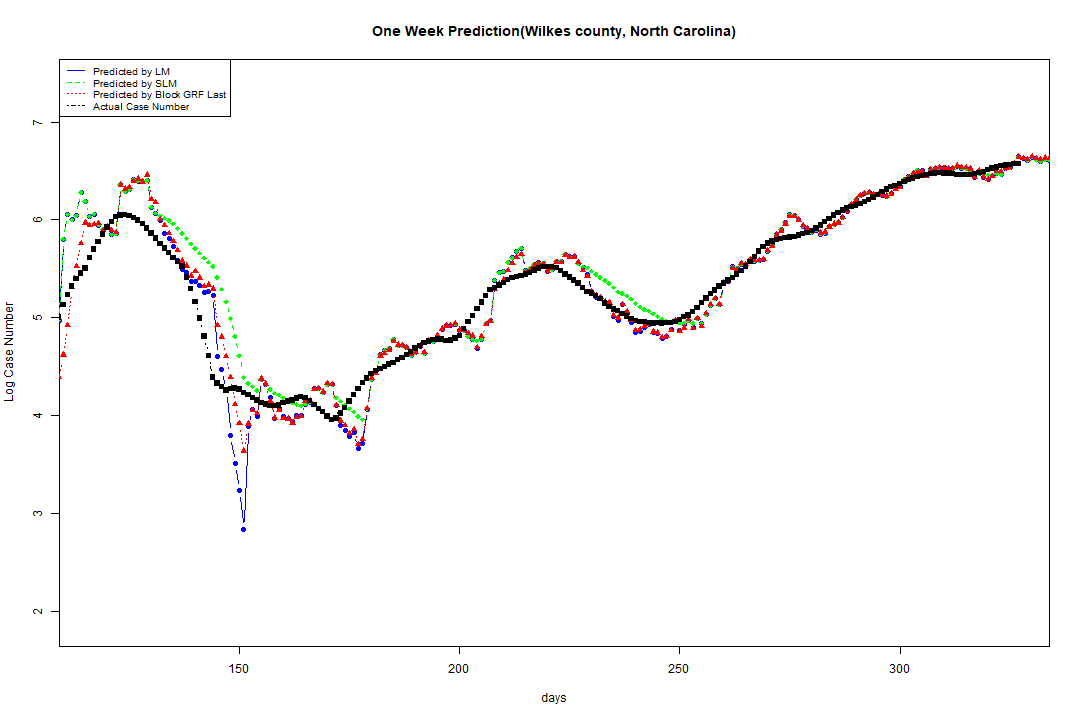 One Week Prediction(Wilkes county, North Carolina)
Predicted by LM
Predicted by SLM
Predicted by Block GRF Last
Actual Case Number
7
6
5
4
3
2
Log Case Number
150
200
250
300
days